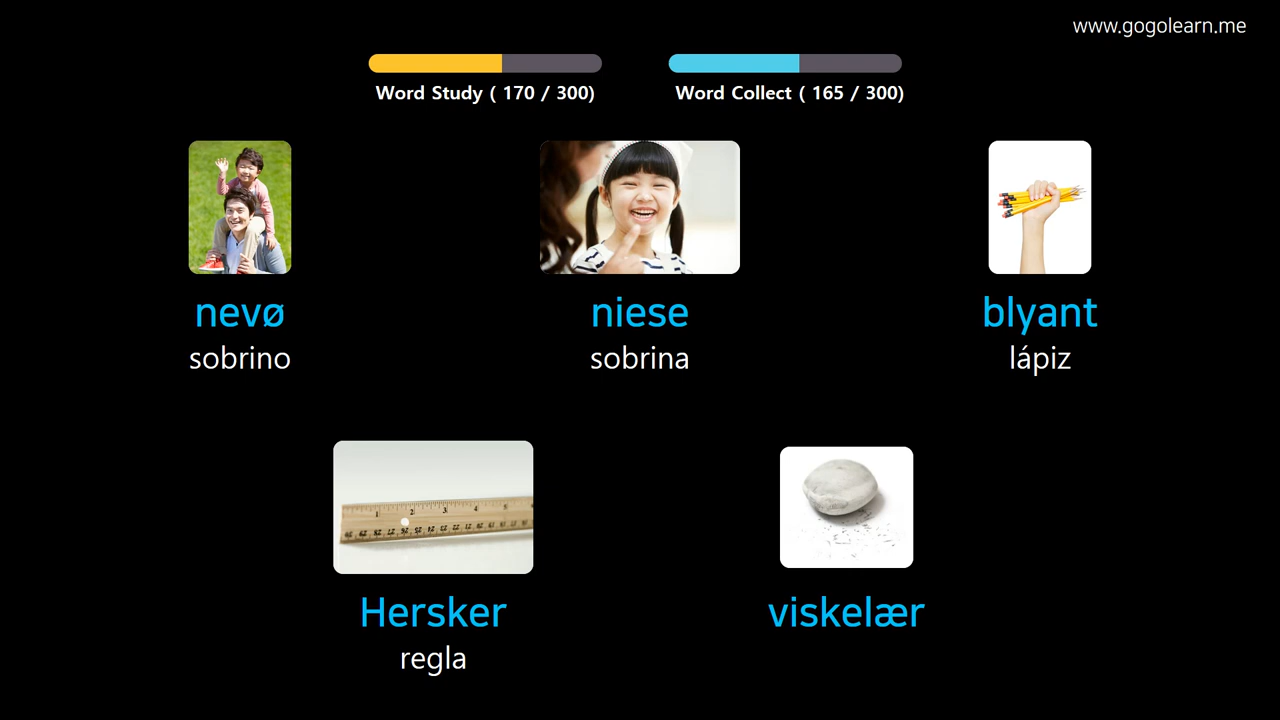 www.gogolearn.me
Word Study ( 170 / 300)
Word Collect ( 165 / 300)
nevø
sobrino
niese
sobrina
blyant
lápiz
Hersker
regla
viskelær